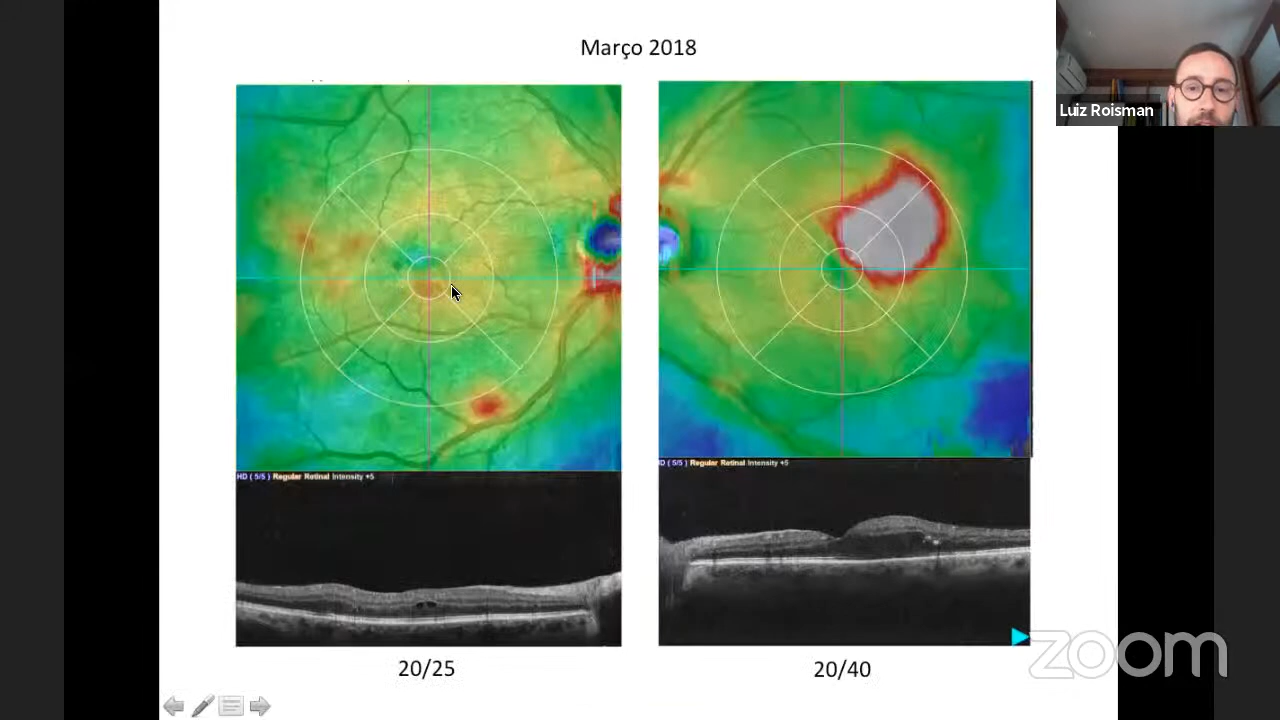 Março 2018
Luiz Roisman
HD ( 5/5 ) Regular Retinal Intensity +5
D ( 5/5 ) Regular Retinal Intensity +5
20/25
20/40
zoom